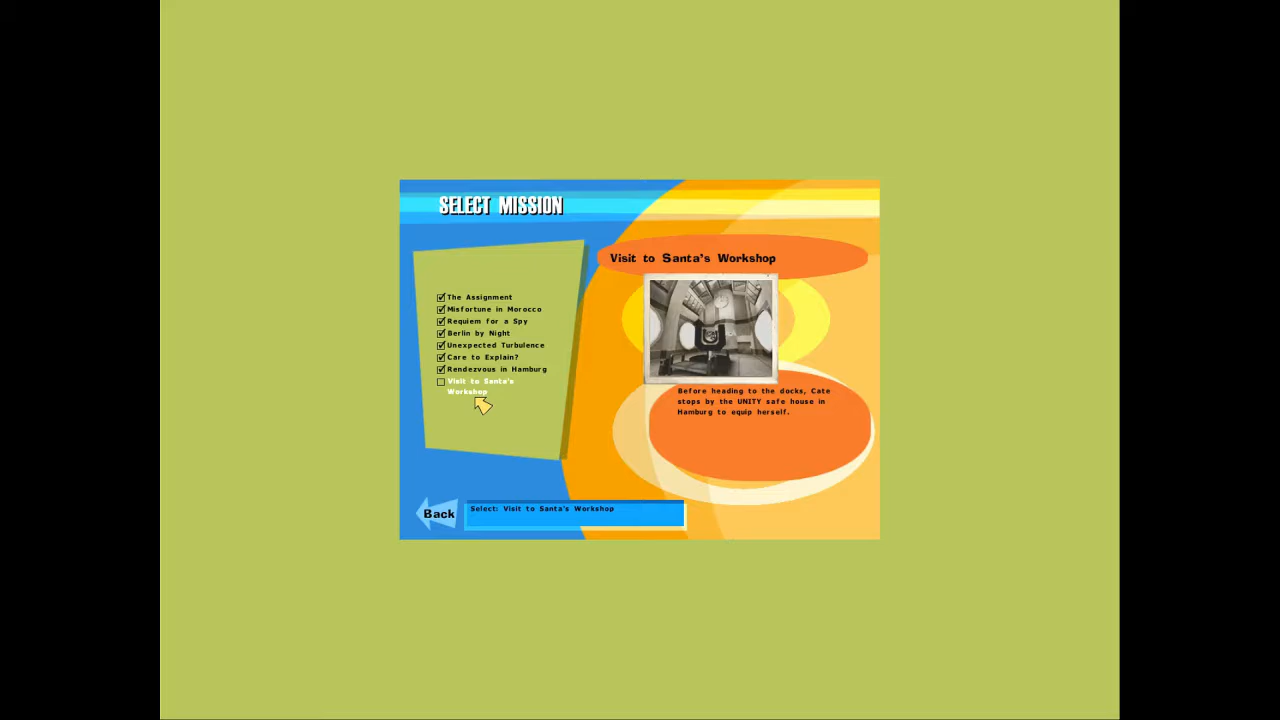 SELECT MISSION
Visit to Santa's Workshop
The Assignment
Misfortune in Morocco
Requiem for a Spy
Berlin by Night
Unexpected Turbulence
Care to Explain?
Rendezvous in Hamburg
Visit to Santa's
Workshop
Before heading to the docks, Cate
stops by the UNITY safe house in
Hamburg to equip herself.
Back
Select: Visit to Santa's Workshop